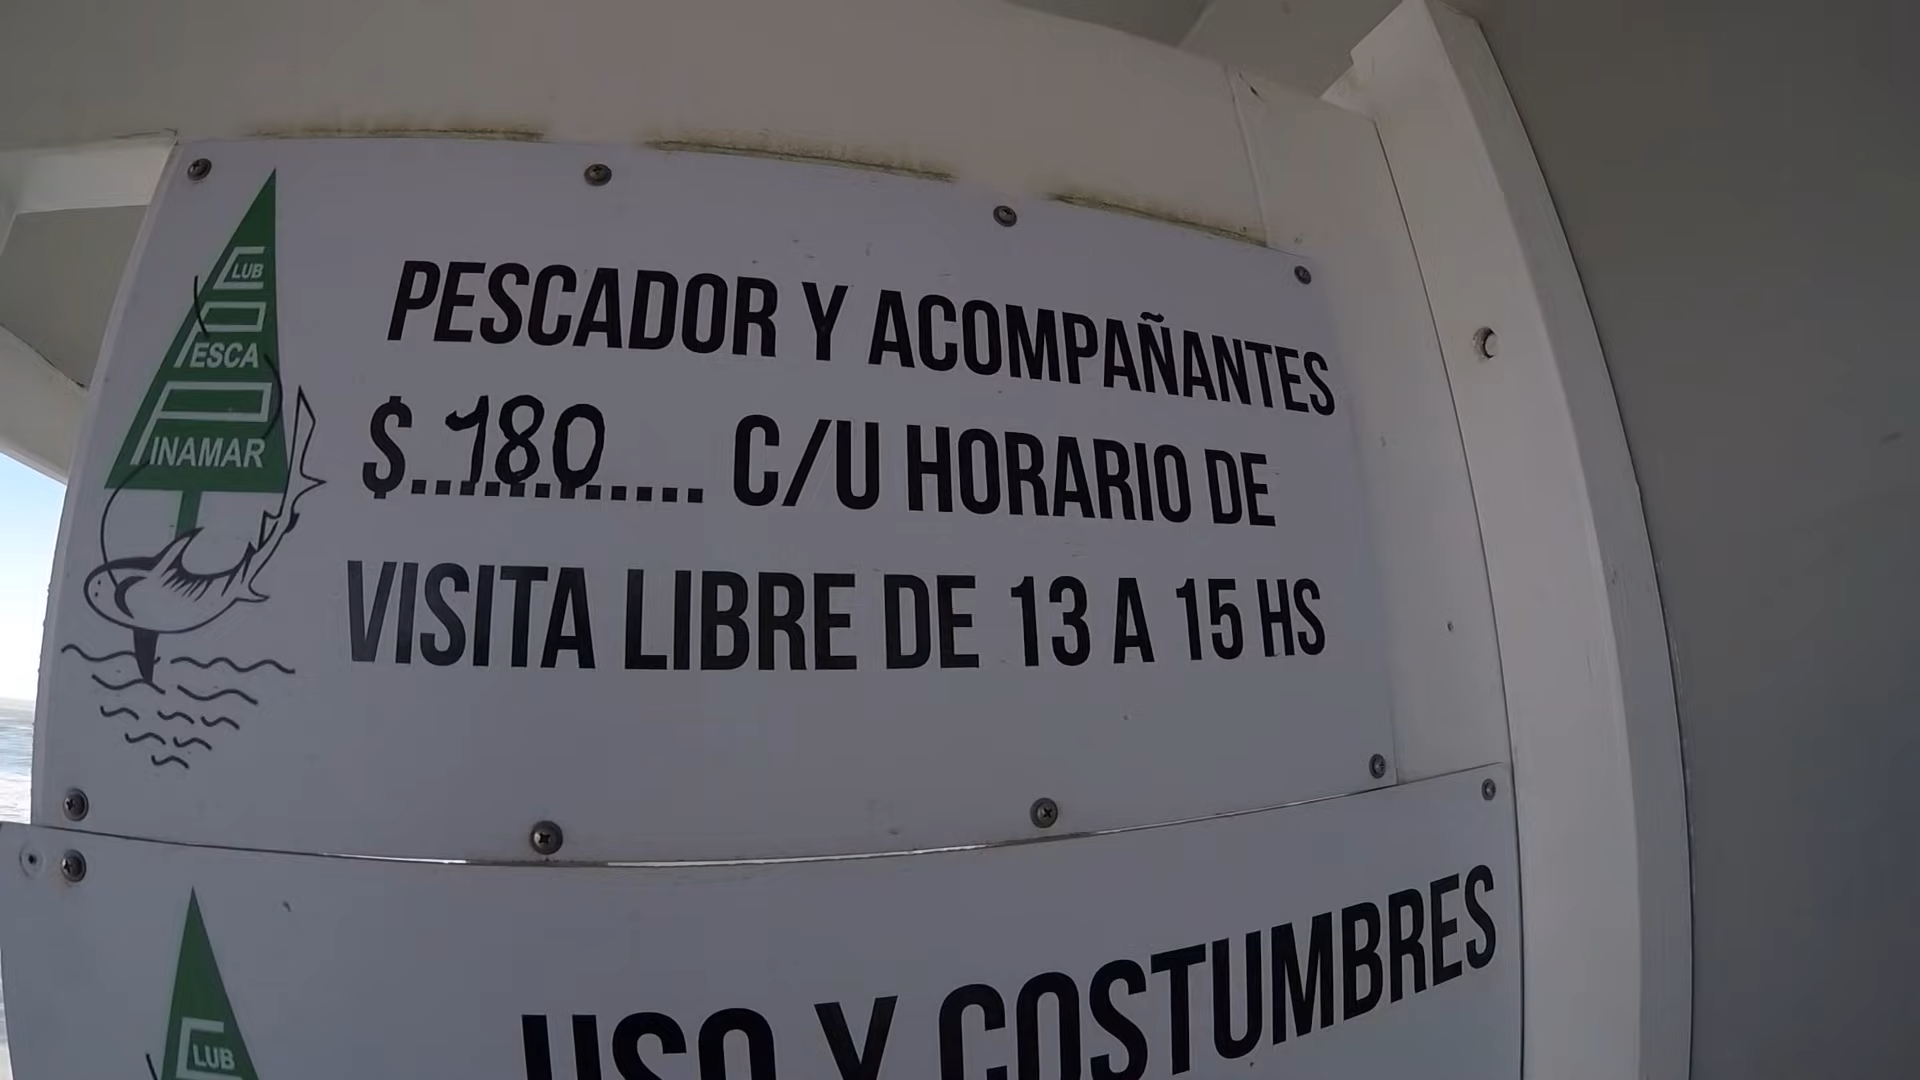 CLUB
PESCA
PINAMAR
PESCADOR Y ACOMPAÑANTES
$..180.... C/U HORARIO DE
VISITA LIBRE DE 13 A 15 HS
CLUB
USO Y COSTUMBRES